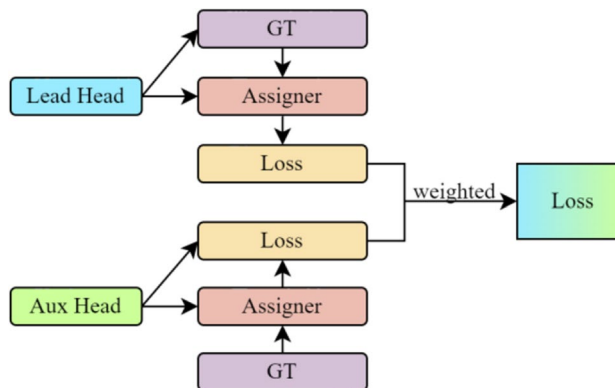 GT
Lead Head
Assigner
Loss
weighted
Loss
Loss
Aux Head
Assigner
GT